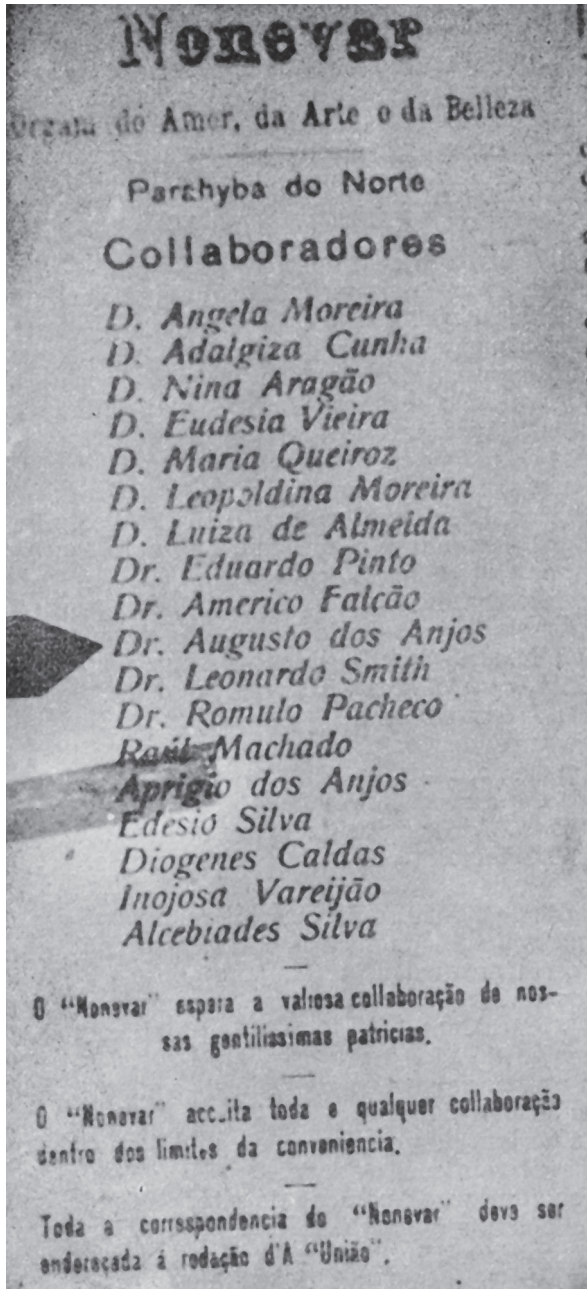 Nonevar
Orgam do Amor, da Arte e da Belleza
Parahyba do Norte
Collaboradores
D. Angela Moreira
D. Adalgiza Cunha
D. Nina Aragão
D. Eudesia Vieira
D. Maria Queiroz
D. Leopoldina Moreira
D. Luiza de Almeida
Dr. Eduardo Pinto
Dr. Americo Falcão
Dr. Augusto dos Anjos
Dr. Leonardo Smith
Dr. Romulo Pacheco
Raúl Machado
Aprigio dos Anjos
Edesio Silva
Diogenes Caldas
Inojosa Vareijão
Alcebiades Silva
O "Nonevar" espera a valiosa collaboração de nos-
sas gentilissimas patricias.
O "Nonevar" acceita toda e qualquer collaboração
dentro dos limites da conveniencia.
Toda a correspondencia do "Nonevar" deve ser
endereçada á redação d'A "União".